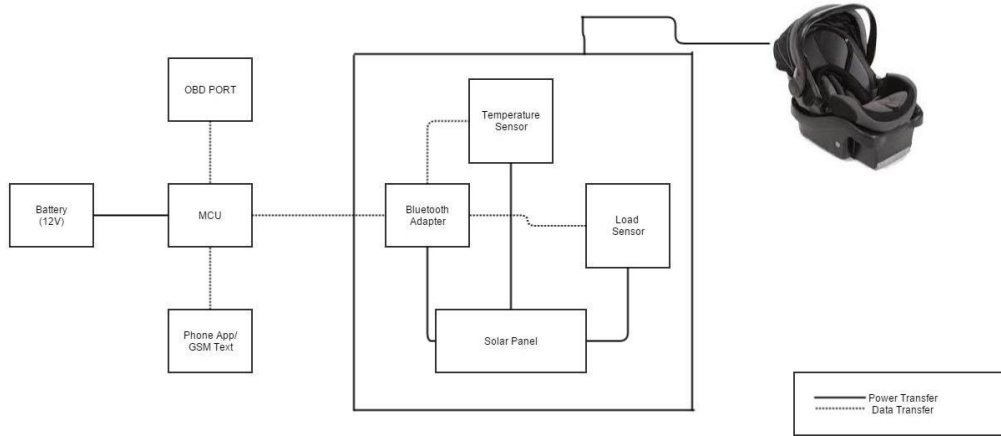 OBD PORT
Temperature
Sensor
Battery
(12V)
MCU
Bluetooth
Adapter
Load
Sensor
Phone App/
GSM Text
Solar Panel
Power Transfer
Data Transfer